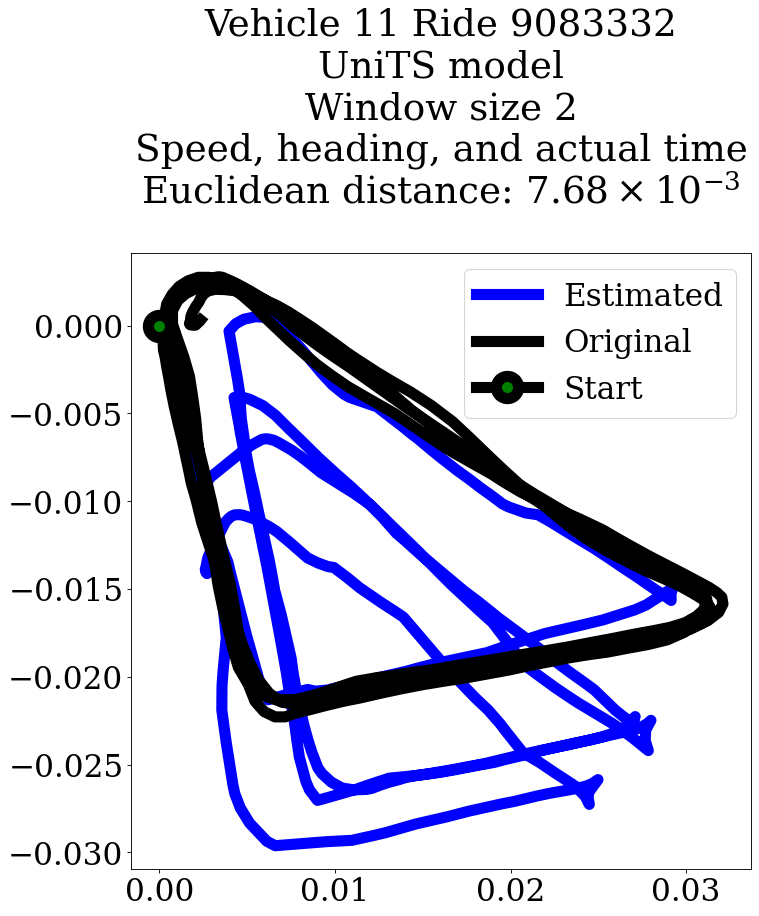 Vehicle 11 Ride 9083332
UniTS model
Window size 2
Speed, heading, and actual time
Euclidean distance: 7.68 × 10⁻³
Estimated
Original
Start
0.000
−0.005
−0.010
−0.015
−0.020
−0.025
−0.030
0.00 0.01 0.02 0.03